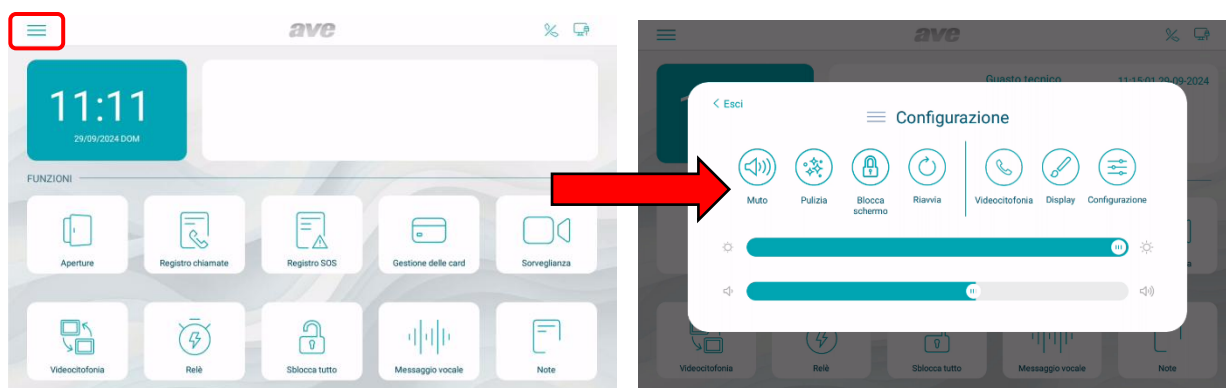 ave
11:11
29/09/2024 DOM
FUNZIONI
Aperture
Registro chiamate
Registro SOS
Gestione delle card
Sorveglianza
Videocitofonia
Relè
Sblocca tutto
Messaggio vocale
Note
ave
Guasto tecnico 11:15:01 29-09-2024
< Esci
Configurazione
Muto
Pulizia
Blocca
schermo
Riavvia
Videocitofonia
Display
Configurazione
Videocitofonia
Relè
Sblocca tutto
Messaggio vocale
Note